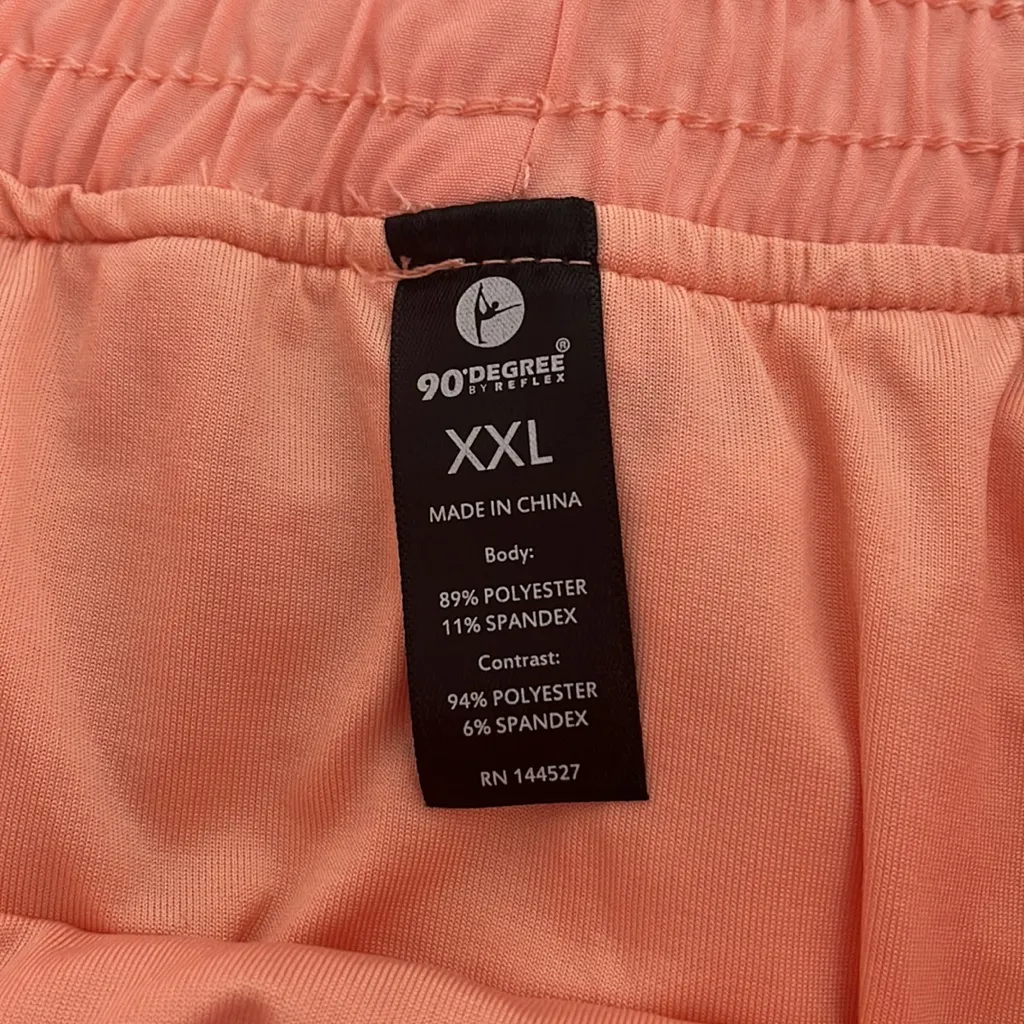 90°DEGREE®
BY REFLEX
XXL
MADE IN CHINA
Body:
89% POLYESTER
11% SPANDEX
Contrast:
94% POLYESTER
6% SPANDEX
RN 144527